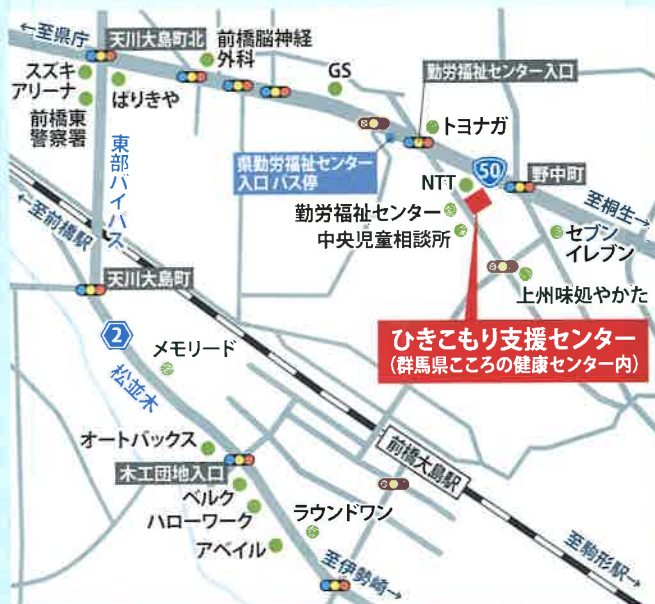 ←至県庁
天川大島町北
前橋脳神経
外科
スズキ
アリーナ
ぱりきや
前橋東
警察署
GS
勤労福祉センター入口
トヨナガ
県勤労福祉センター
入口 バス停
東部バイパス
50
野中町
NTT
至桐生→
勤労福祉センター
中央児童相談所
セブン
イレブン
上州味処やかた
←至前橋駅
天川大島町
ひきこもり支援センター
(群馬県こころの健康センター内)
2
松並木
メモリード
オートバックス
木工団地入口
前橋大島駅
ベルク
ハローワーク
アベイル
ラウンドワン
至駒形駅→
至伊勢崎→